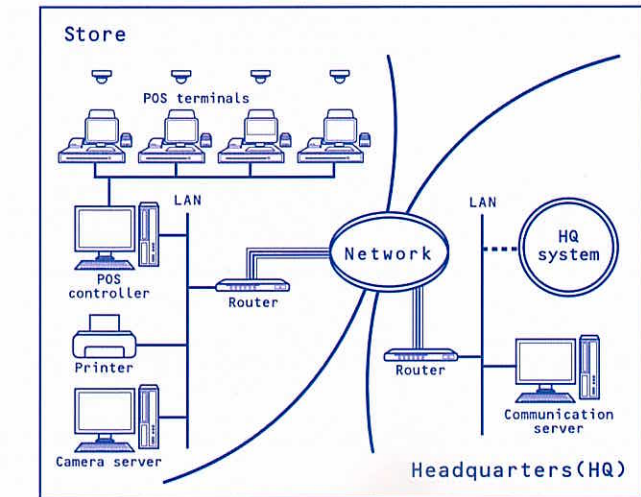 Store
POS terminals
LAN
POS
controller
Router
Printer
Camera server
Network
LAN
HQ
system
Router
Communication
server
Headquarters(HQ)